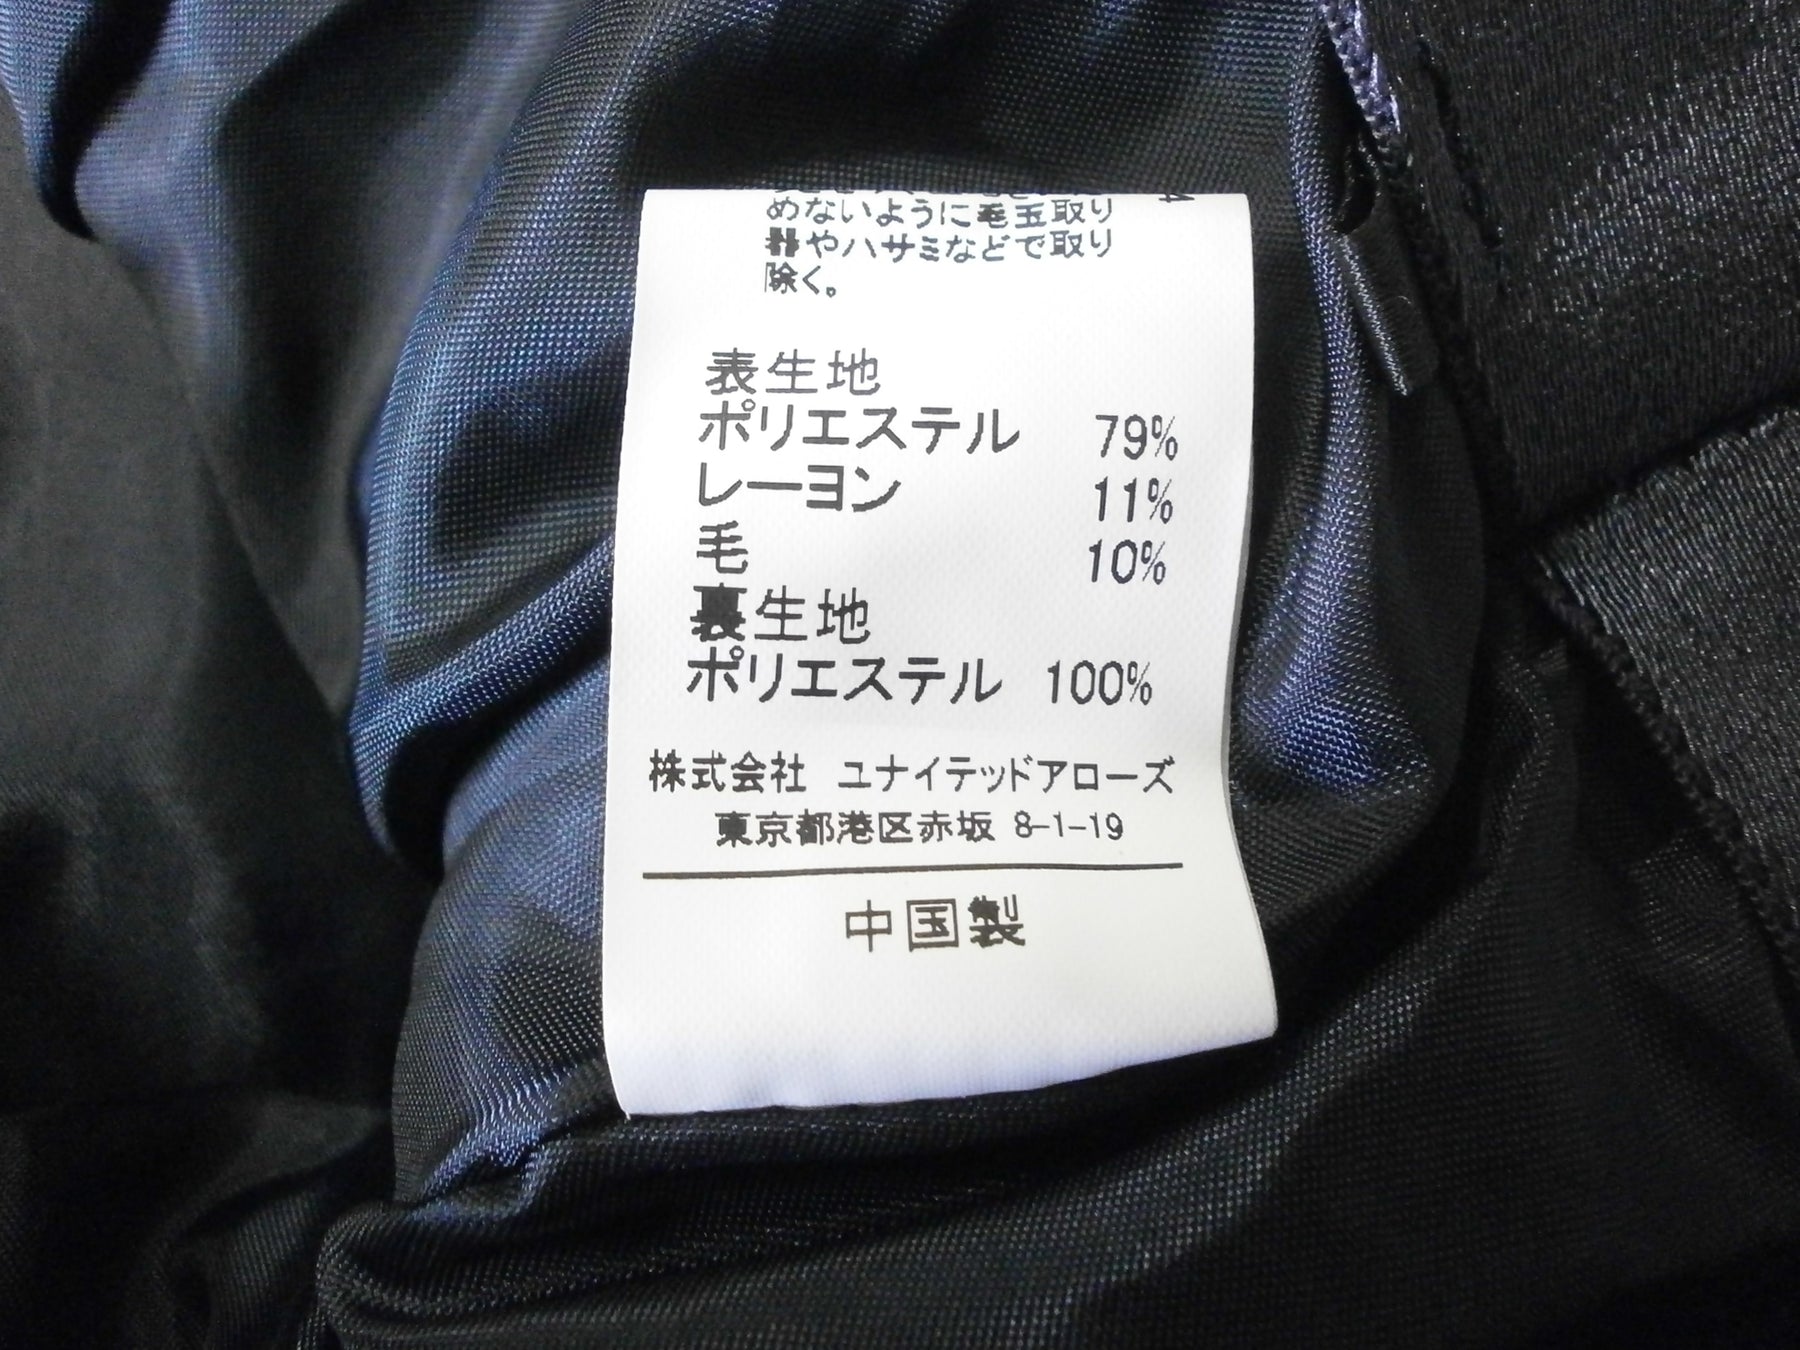 めないように毛玉取り
器やハサミなどで取り
除く。
表生地
ポリエステル 79%
レーヨン 11%
毛 10%
裏生地
ポリエステル 100%
株式会社 ユナイテッドアローズ
東京都港区赤坂 8-1-19
中国製